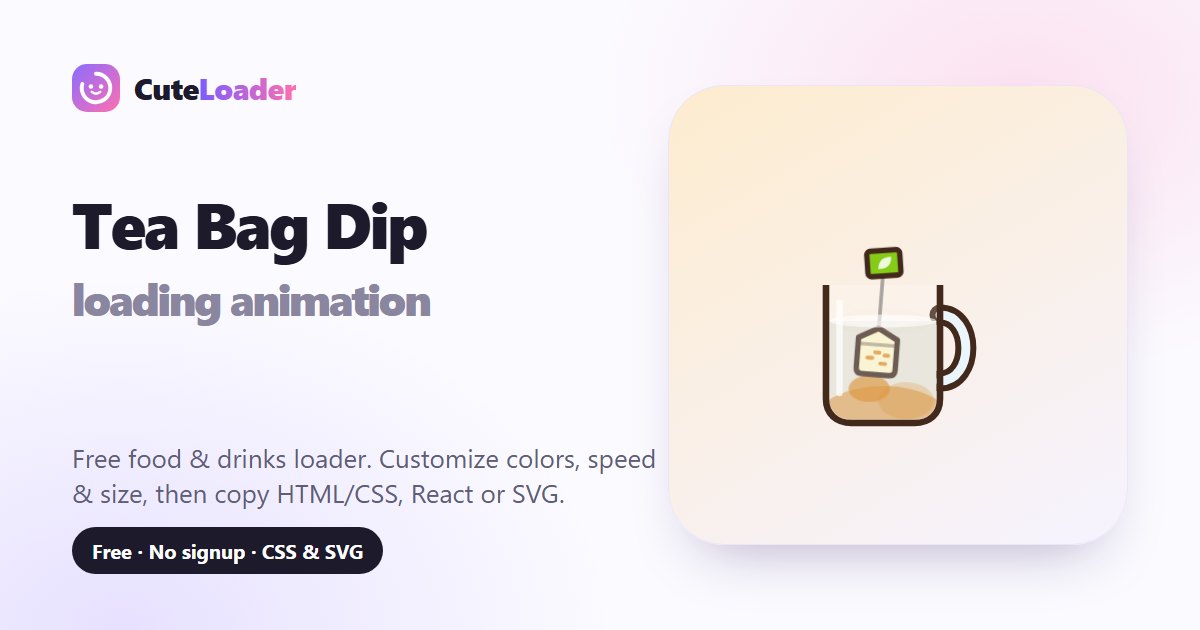 CuteLoader
Tea Bag Dip
loading animation
Free food & drinks loader. Customize colors, speed
& size, then copy HTML/CSS, React or SVG.
Free · No signup · CSS & SVG